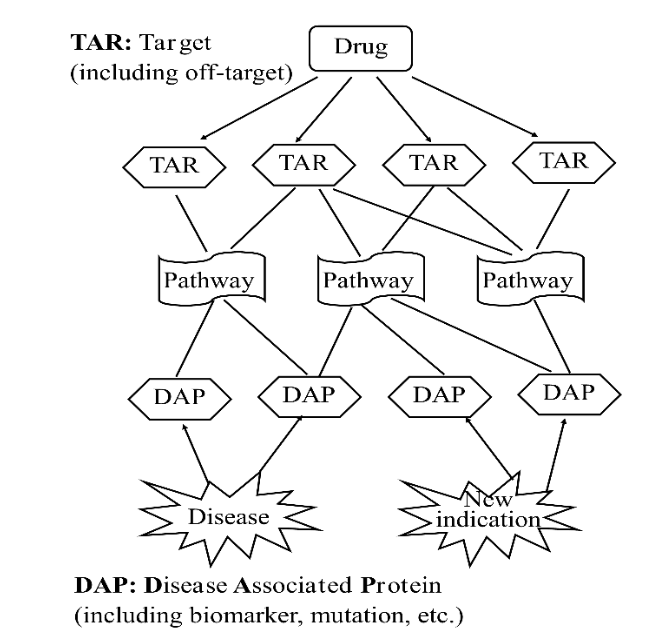 TAR: Target
(including off-target)
Drug
TAR
TAR
TAR
TAR
Pathway
Pathway
Pathway
DAP
DAP
DAP
DAP
Disease
New
indication
DAP: Disease Associated Protein
(including biomarker, mutation, etc.)